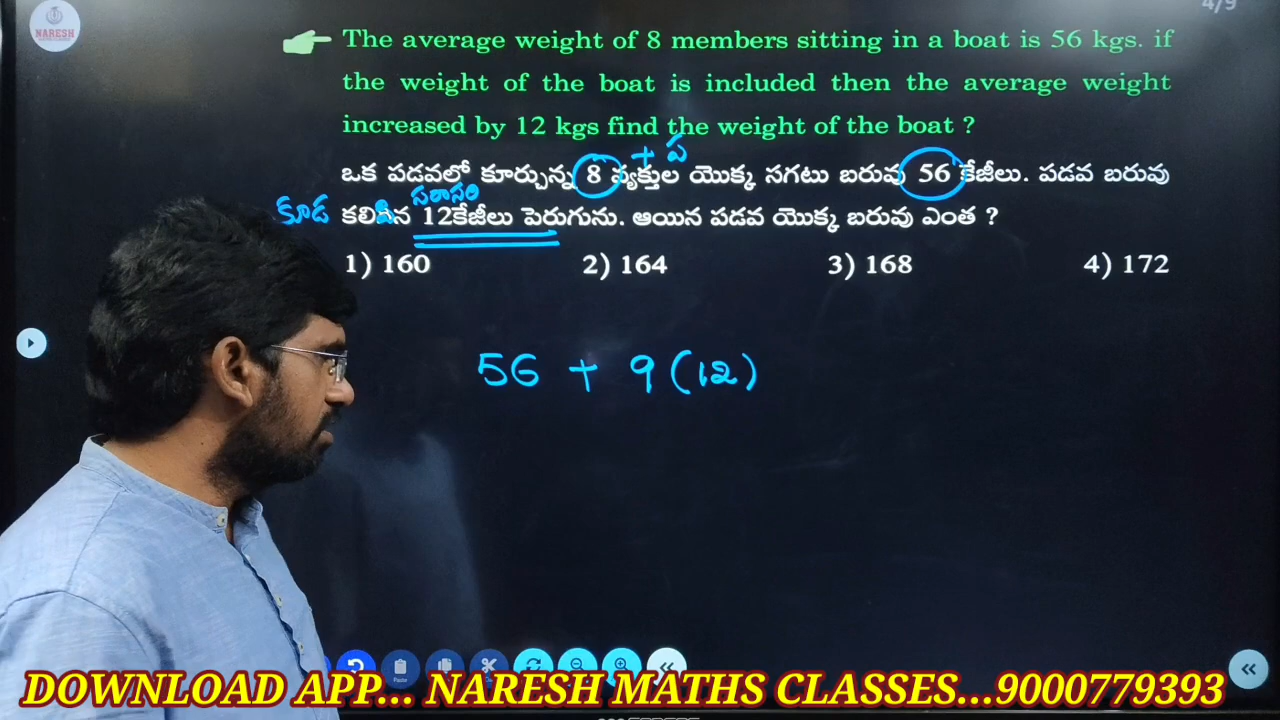 4/9
NARESH
The average weight of 8 members sitting in a boat is 56 kgs. if
the weight of the boat is included then the average weight
increased by 12 kgs find the weight of the boat ?
+ ప
ఒక పడవలో కూర్చున్న 8 వ్యక్తుల యొక్క సగటు బరువు 56 కేజీలు. పడవ బరువు
సరాసరి
కూడ కలిసిన 12కేజీలు పెరుగును. ఆయిన పడవ యొక్క బరువు ఎంత ?
1) 160 2) 164 3) 168 4) 172
56 + 9 (12)
Paste
Cut
DOWNLOAD APP... NARESH MATHS CLASSES...9000779393